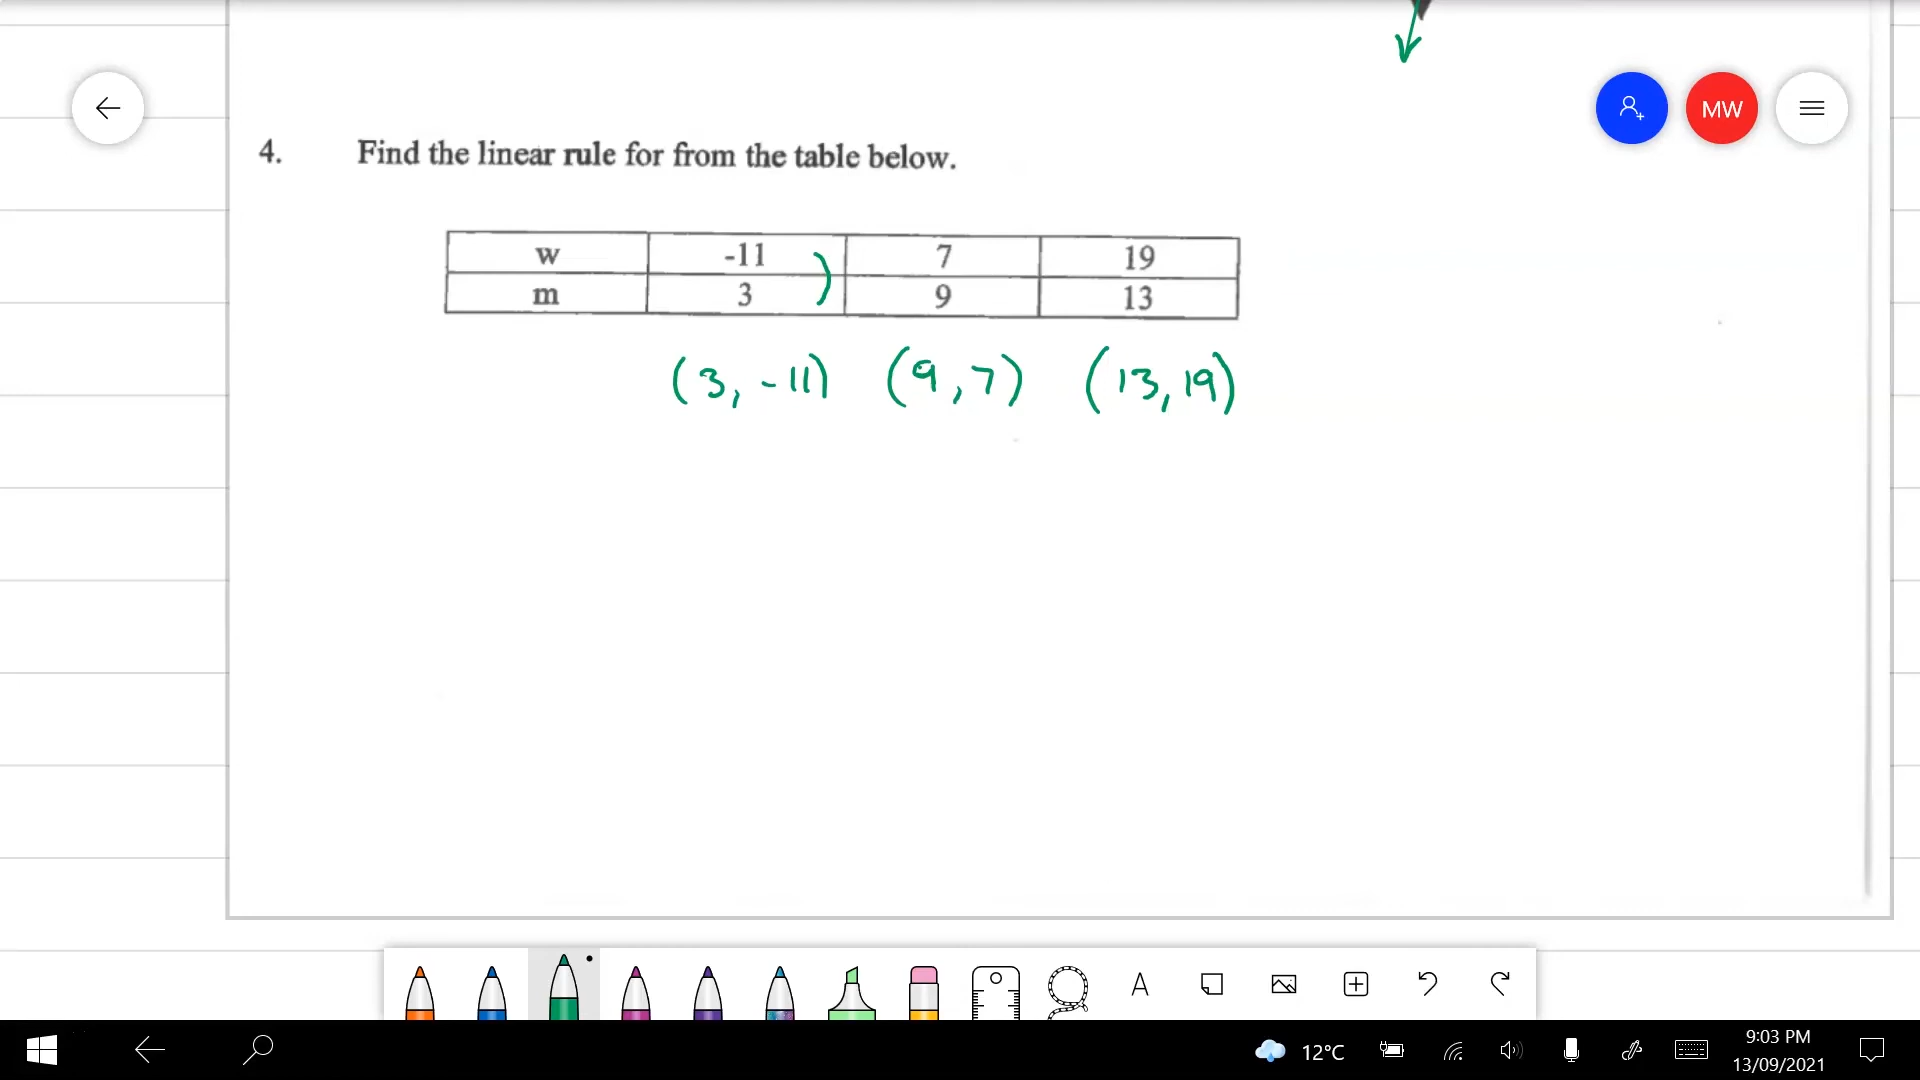 MW
4. Find the linear rule for from the table below.
w -11 7 19
m 3 9 13
(3, -11) (9, 7) (13, 19)
A
12°C
9:03 PM
13/09/2021